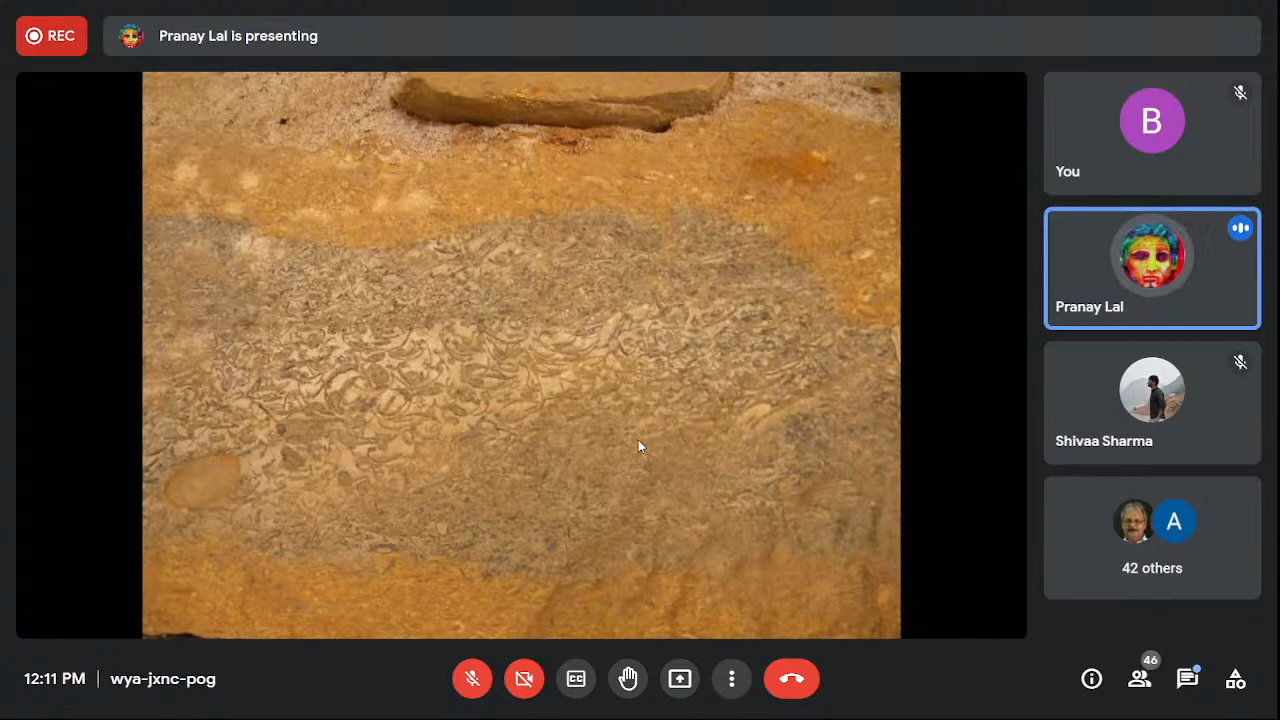 REC
Pranay Lal is presenting
B
You
Pranay Lal
Shivaa Sharma
A
42 others
12:11 PM | wya-jxnc-pog
CC
46